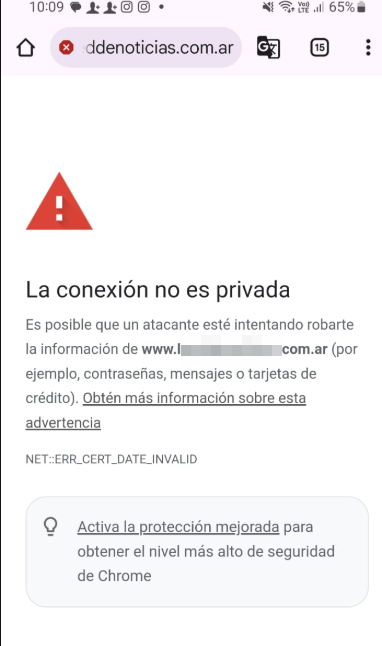 10:09 65%
ddenoticias.com.ar 15
La conexión no es privada
Es posible que un atacante esté intentando robarte
la información de www.l com.ar (por
ejemplo, contraseñas, mensajes o tarjetas de
crédito). Obtén más información sobre esta
advertencia
NET::ERR_CERT_DATE_INVALID
Activa la protección mejorada para
obtener el nivel más alto de seguridad
de Chrome